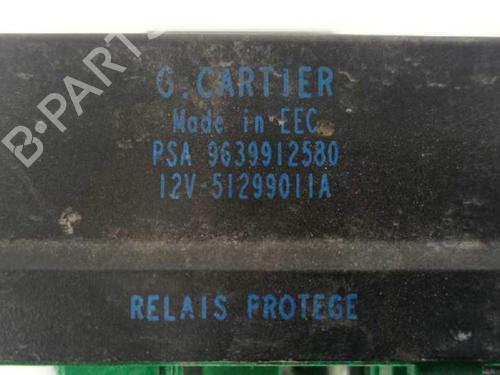 B-PARTS
G.CARTIER
Made in EEC
PSA 9639912580
12V-51299011A
RELAIS PROTEGE